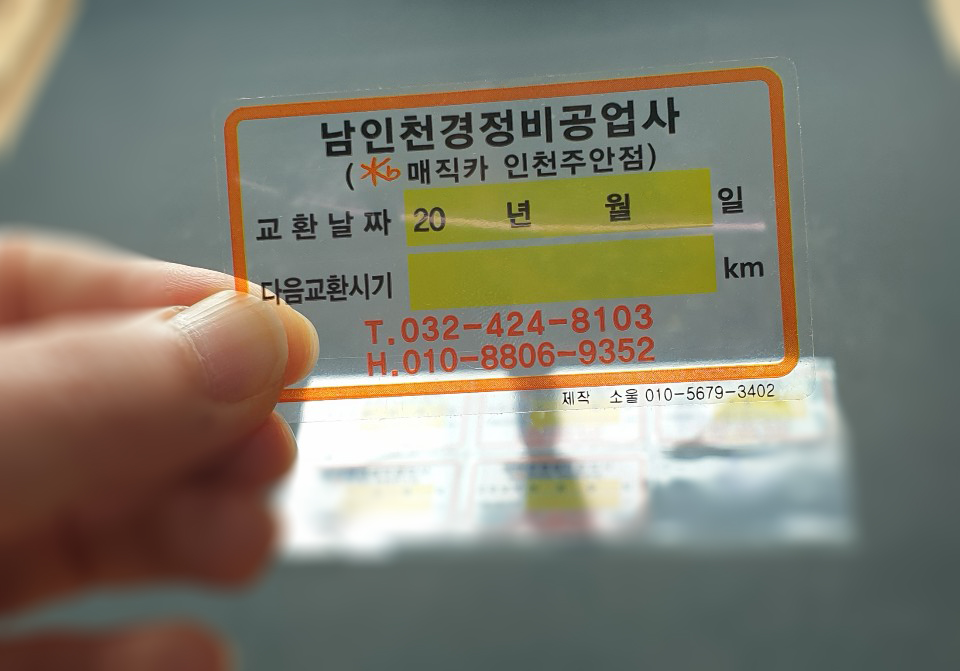 남인천경정비공업사
(Kb 매직카 인천주안점)
교환날짜 20 년 월 일
다음교환시기 km
T.032-424-8103
H.010-8806-9352
제작 소울 010-5679-3402